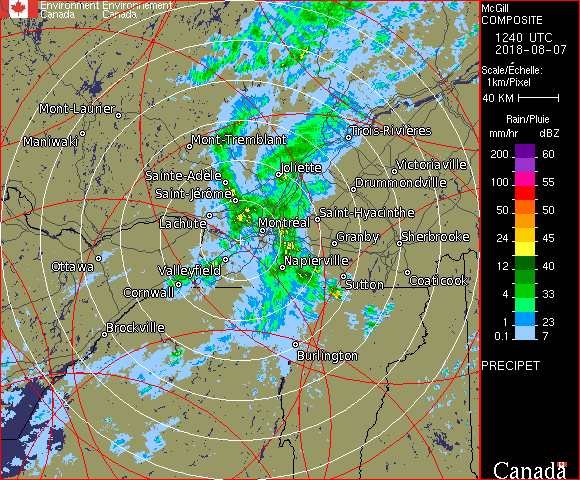 Environment Environnement
Canada Canada
McGill
COMPOSITE
1240 UTC
2018-08-07
Scale/Échelle:
1km/Pixel
40 KM
Rain/Pluie
mm/hr dBZ
200 60
100 55
50 50
24 45
12 40
4 33
1 23
0.1 7
PRECIPET
Canada
Mont-Laurier
Maniwaki
Mont-Tremblant
Trois-Rivières
Joliette
Victoriaville
Sainte-Adèle
Drummondville
Saint-Jérôme
Saint-Hyacinthe
Lachute
Montréal
Granby
Sherbrooke
Ottawa
Napierville
Valleyfield
Coaticook
Sutton
Cornwall
Brockville
Burlington